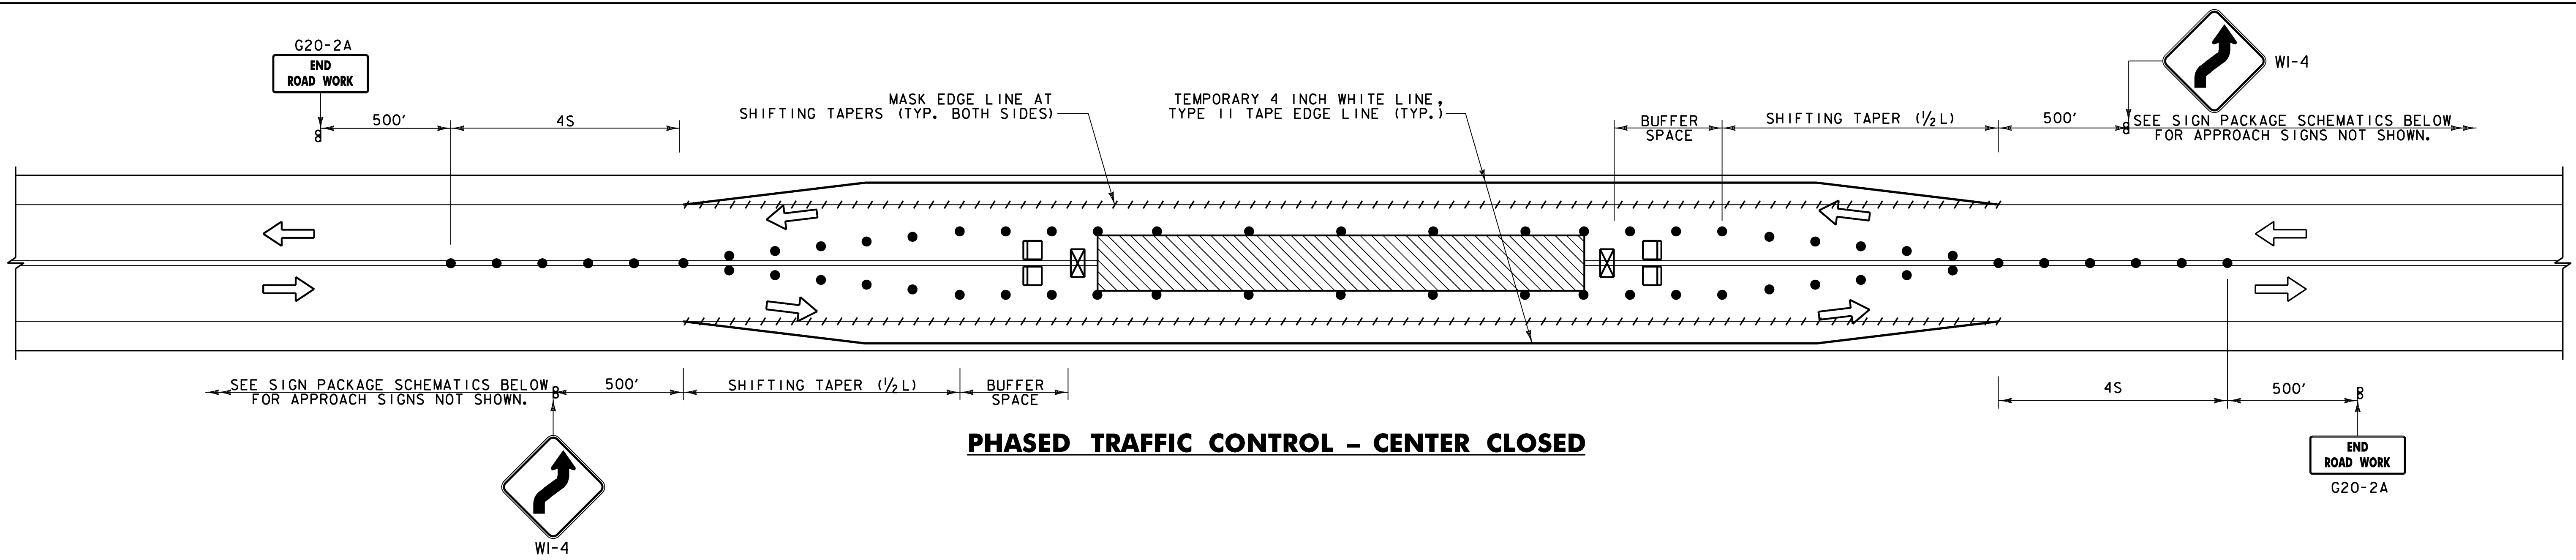 G20-2A
END
ROAD WORK
W1-4
500'
4S
MASK EDGE LINE AT
SHIFTING TAPERS (TYP. BOTH SIDES)
TEMPORARY 4 INCH WHITE LINE,
TYPE II TAPE EDGE LINE (TYP.)
BUFFER
SPACE
SHIFTING TAPER (½L)
500'
SEE SIGN PACKAGE SCHEMATICS BELOW
FOR APPROACH SIGNS NOT SHOWN.
SEE SIGN PACKAGE SCHEMATICS BELOW
FOR APPROACH SIGNS NOT SHOWN.
500'
SHIFTING TAPER (½L)
BUFFER
SPACE
4S
500'
PHASED TRAFFIC CONTROL – CENTER CLOSED
END
ROAD WORK
G20-2A
W1-4